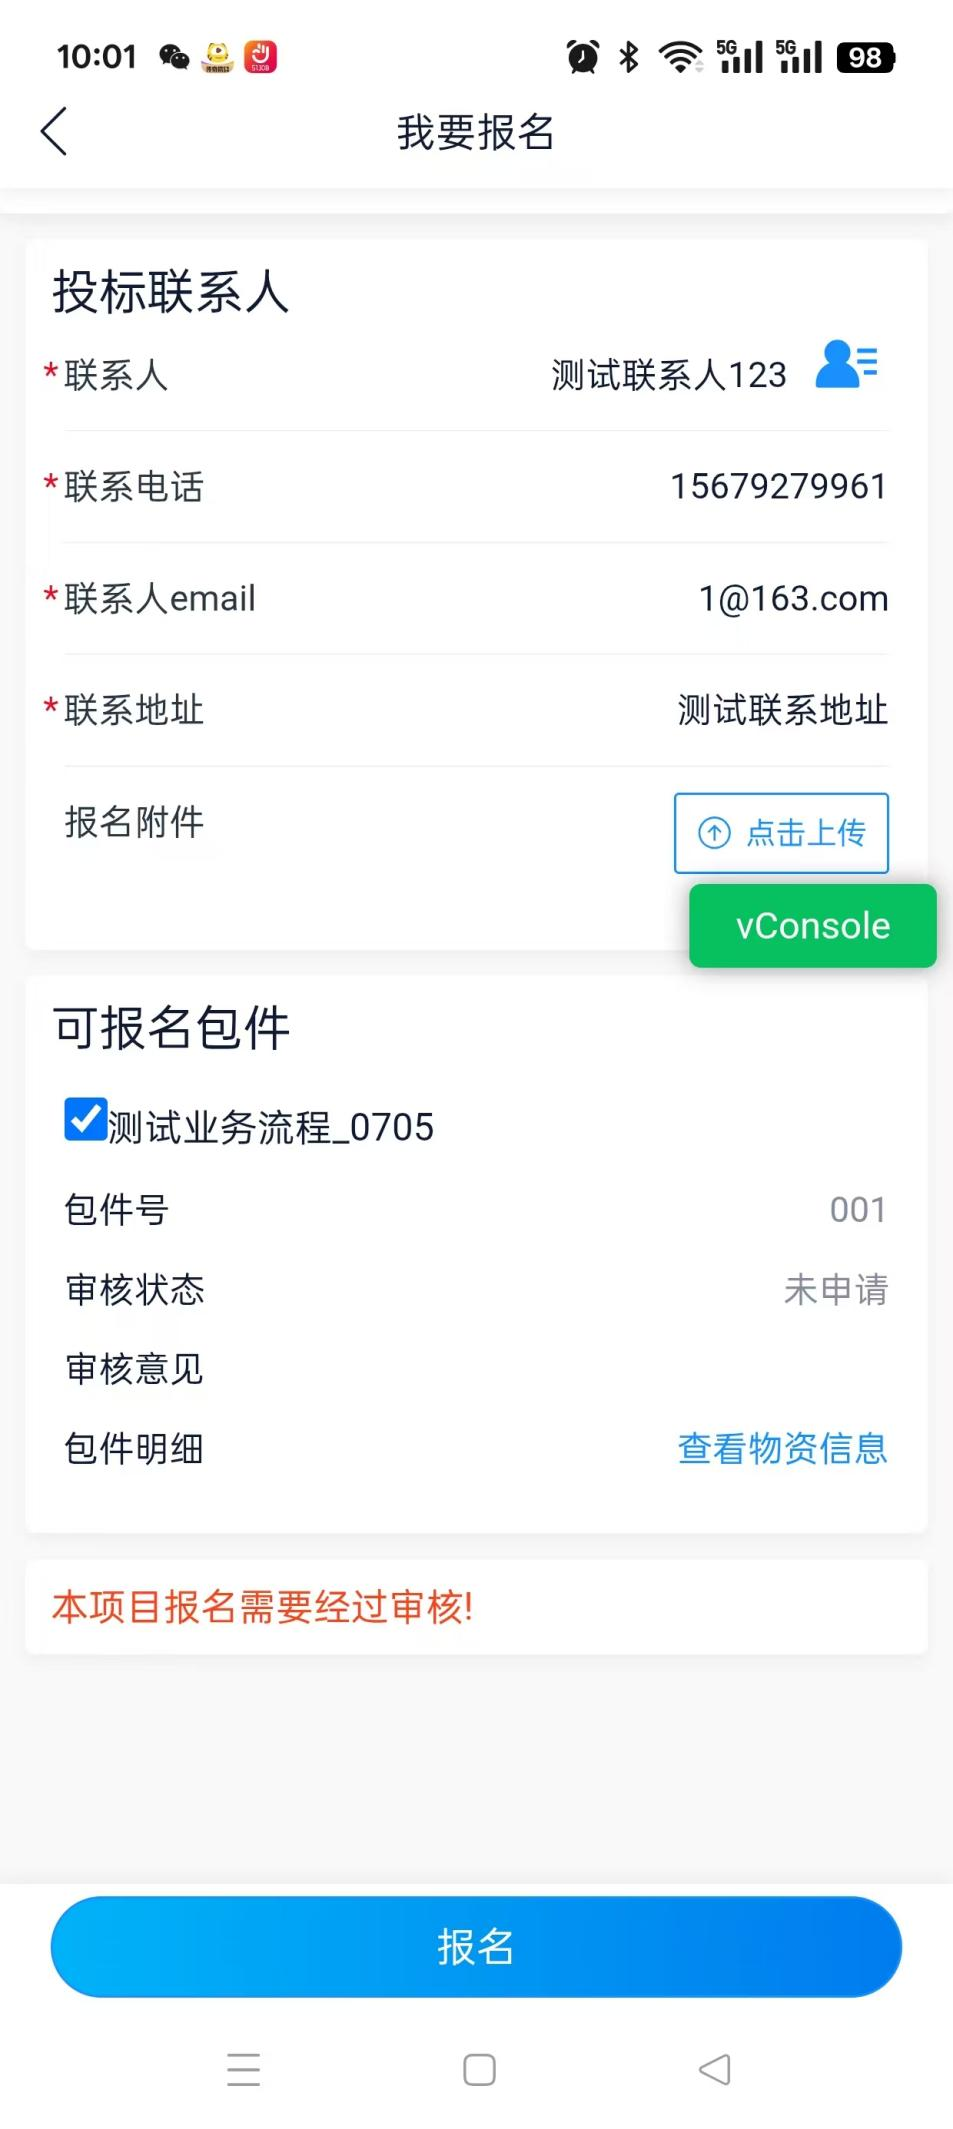 10:01
5G 5G 98
我要报名
投标联系人
*联系人 测试联系人123
*联系电话 15679279961
*联系人email 1@163.com
*联系地址 测试联系地址
报名附件 点击上传
vConsole
可报名包件
测试业务流程_0705
包件号 001
审核状态 未申请
审核意见
包件明细 查看物资信息
本项目报名需要经过审核!
报名